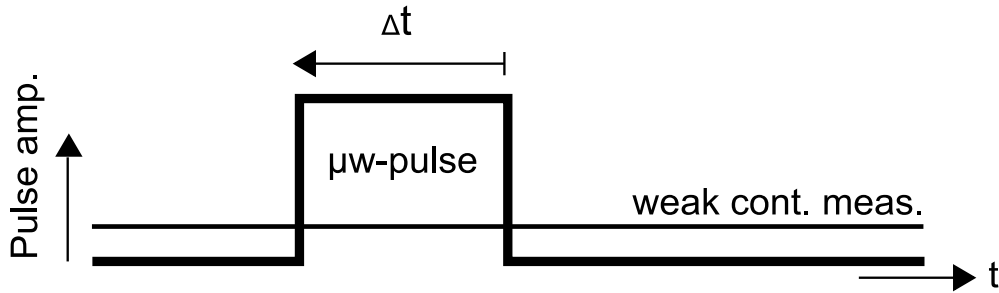 Δt
Pulse amp.
μw-pulse
weak cont. meas.
t